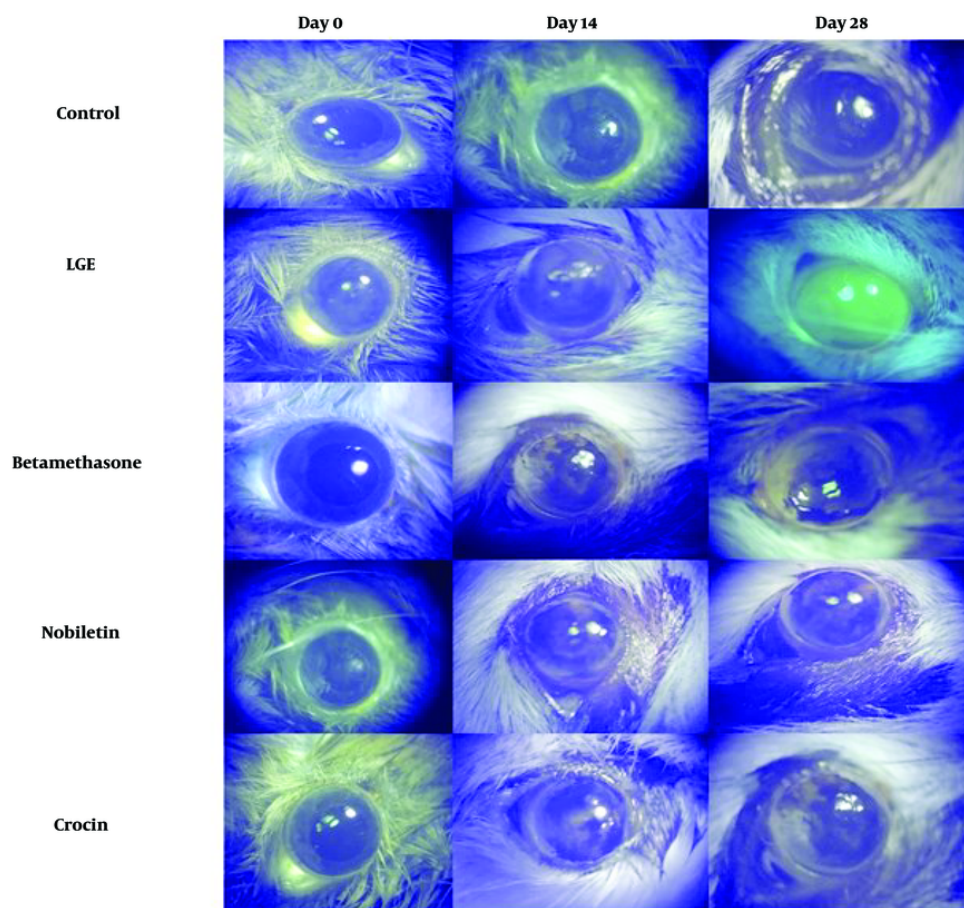 Day 0 Day 14 Day 28
Control
LGE
Betamethasone
Nobiletin
Crocin